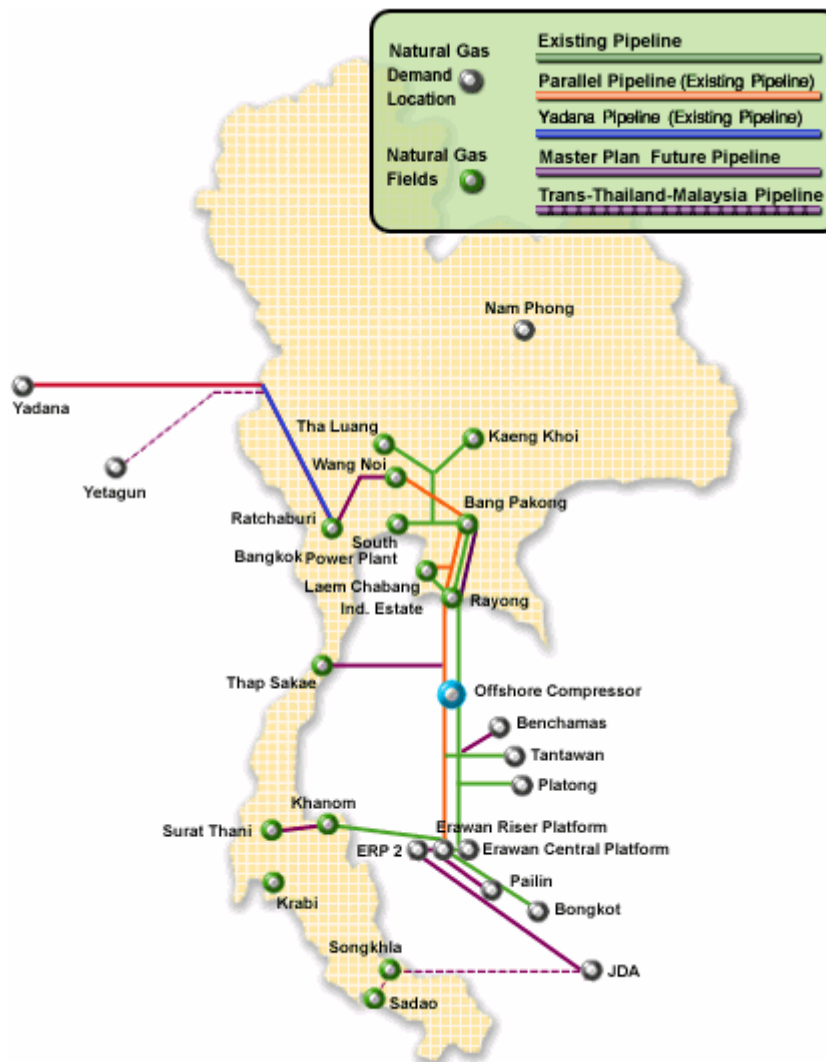 Natural Gas
Demand
Location
Natural Gas
Fields
Existing Pipeline
Parallel Pipeline (Existing Pipeline)
Yadana Pipeline (Existing Pipeline)
Master Plan Future Pipeline
Trans-Thailand-Malaysia Pipeline
Nam Phong
Yadana
Tha Luang
Kaeng Khoi
Wang Noi
Yetagun
Ratchaburi
Bang Pakong
South
Bangkok Power Plant
Laem Chabang
Ind. Estate
Rayong
Thap Sakae
Offshore Compressor
Benchamas
Tantawan
Platong
Khanom
Surat Thani
Erawan Riser Platform
ERP 2
Erawan Central Platform
Pailin
Krabi
Bongkot
Songkhla
JDA
Sadao